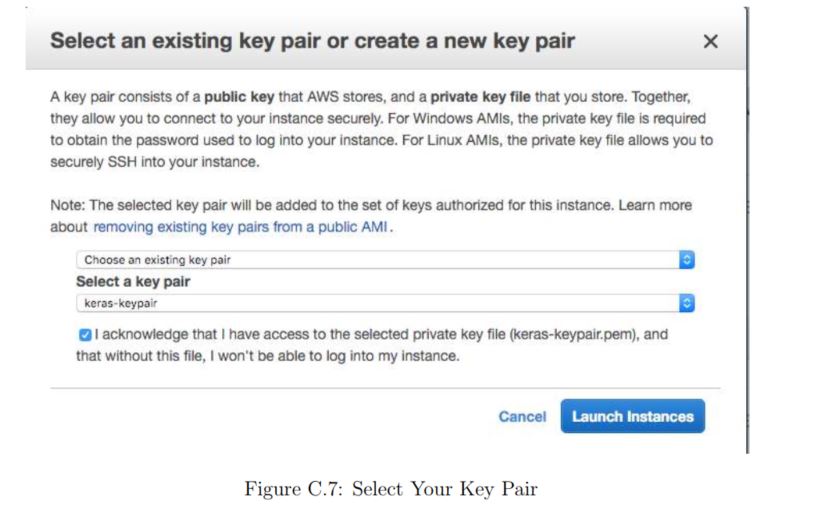 Select an existing key pair or create a new key pair ×
A key pair consists of a public key that AWS stores, and a private key file that you store. Together,
they allow you to connect to your instance securely. For Windows AMIs, the private key file is required
to obtain the password used to log into your instance. For Linux AMIs, the private key file allows you to
securely SSH into your instance.
Note: The selected key pair will be added to the set of keys authorized for this instance. Learn more
about removing existing key pairs from a public AMI.
Choose an existing key pair
Select a key pair
keras-keypair
I acknowledge that I have access to the selected private key file (keras-keypair.pem), and
that without this file, I won't be able to log into my instance.
Cancel Launch Instances
Figure C.7: Select Your Key Pair